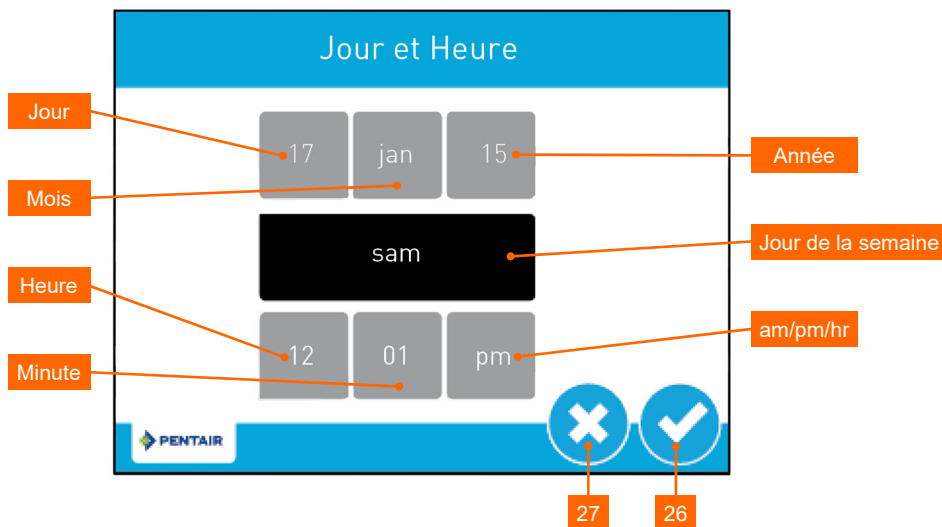 Jour et Heure
Jour
17
jan
15
Année
Mois
sam
Jour de la semaine
Heure
12
01
pm
am/pm/hr
Minute
PENTAIR
27
26